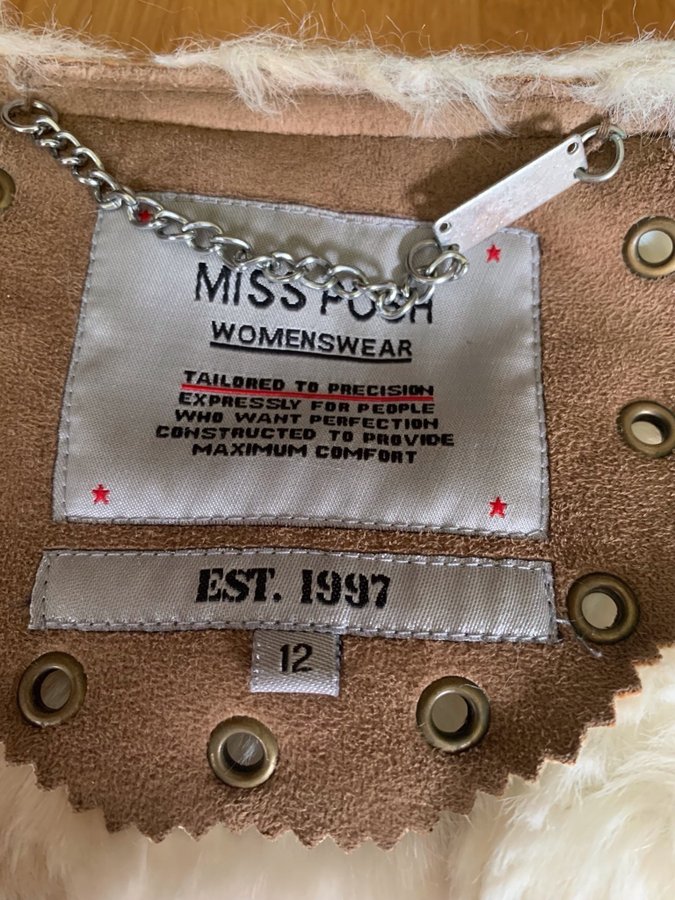 MISS POSH
WOMENSWEAR
TAILORED TO PRECISION
EXPRESSLY FOR PEOPLE
WHO WANT PERFECTION
CONSTRUCTED TO PROVIDE
MAXIMUM COMFORT
EST. 1997
12